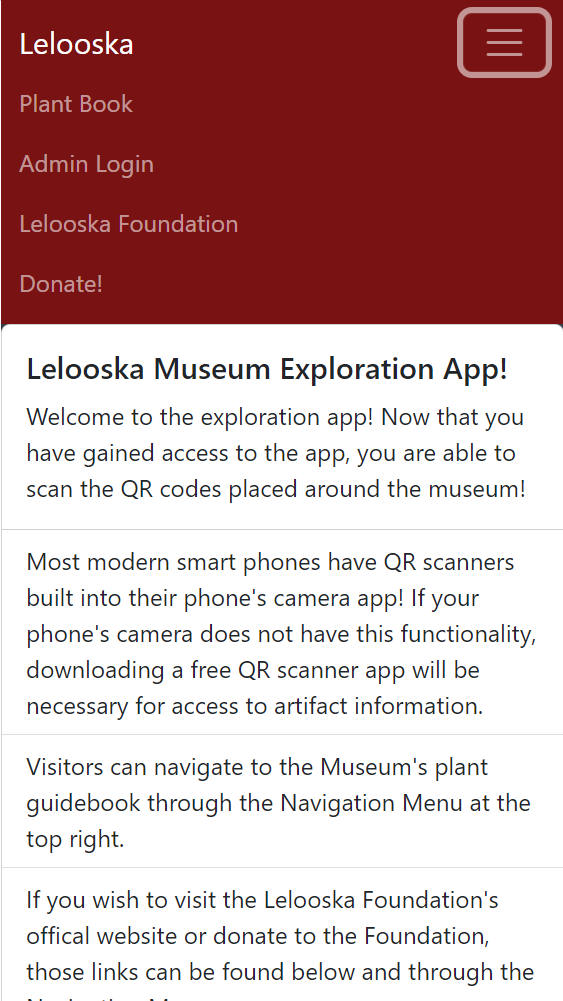 Lelooska
Plant Book
Admin Login
Lelooska Foundation
Donate!
Lelooska Museum Exploration App!
Welcome to the exploration app! Now that you
have gained access to the app, you are able to
scan the QR codes placed around the museum!
Most modern smart phones have QR scanners
built into their phone's camera app! If your
phone's camera does not have this functionality,
downloading a free QR scanner app will be
necessary for access to artifact information.
Visitors can navigate to the Museum's plant
guidebook through the Navigation Menu at the
top right.
If you wish to visit the Lelooska Foundation's
offical website or donate to the Foundation,
those links can be found below and through the